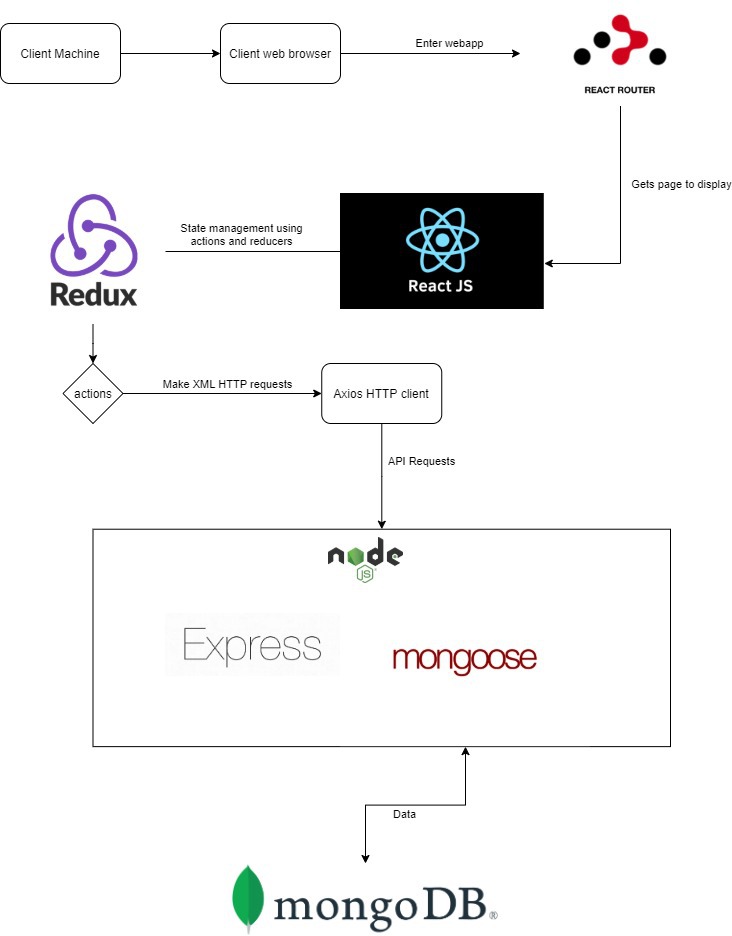 Client Machine
Client web browser
Enter webapp
REACT ROUTER
Gets page to display
State management using
actions and reducers
Redux
React JS
actions
Make XML HTTP requests
Axios HTTP client
API Requests
node
JS
Express
mongoose
Data
mongoDB®